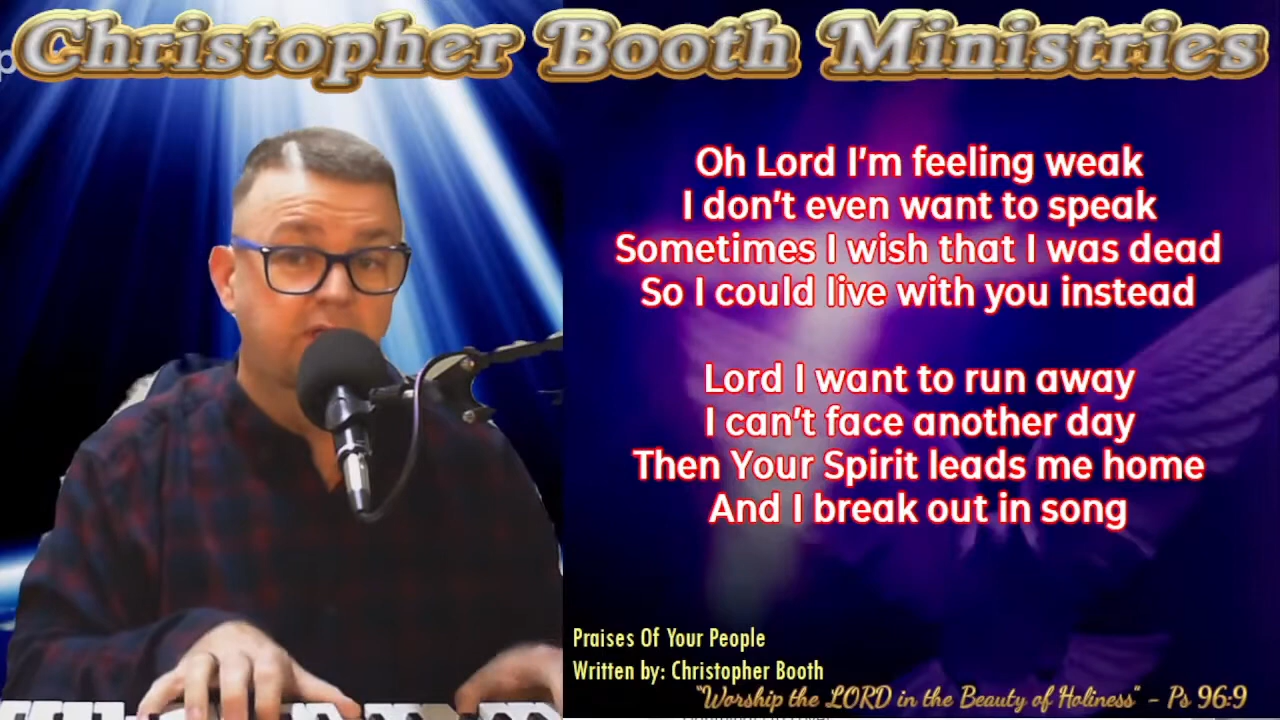 Christopher Booth Ministries
Oh Lord I'm feeling weak
I don't even want to speak
Sometimes I wish that I was dead
So I could live with you instead
Lord I want to run away
I can't face another day
Then Your Spirit leads me home
And I break out in song
Praises Of Your People
Written by: Christopher Booth
"Worship the LORD in the Beauty of Holiness" - Ps 96:9